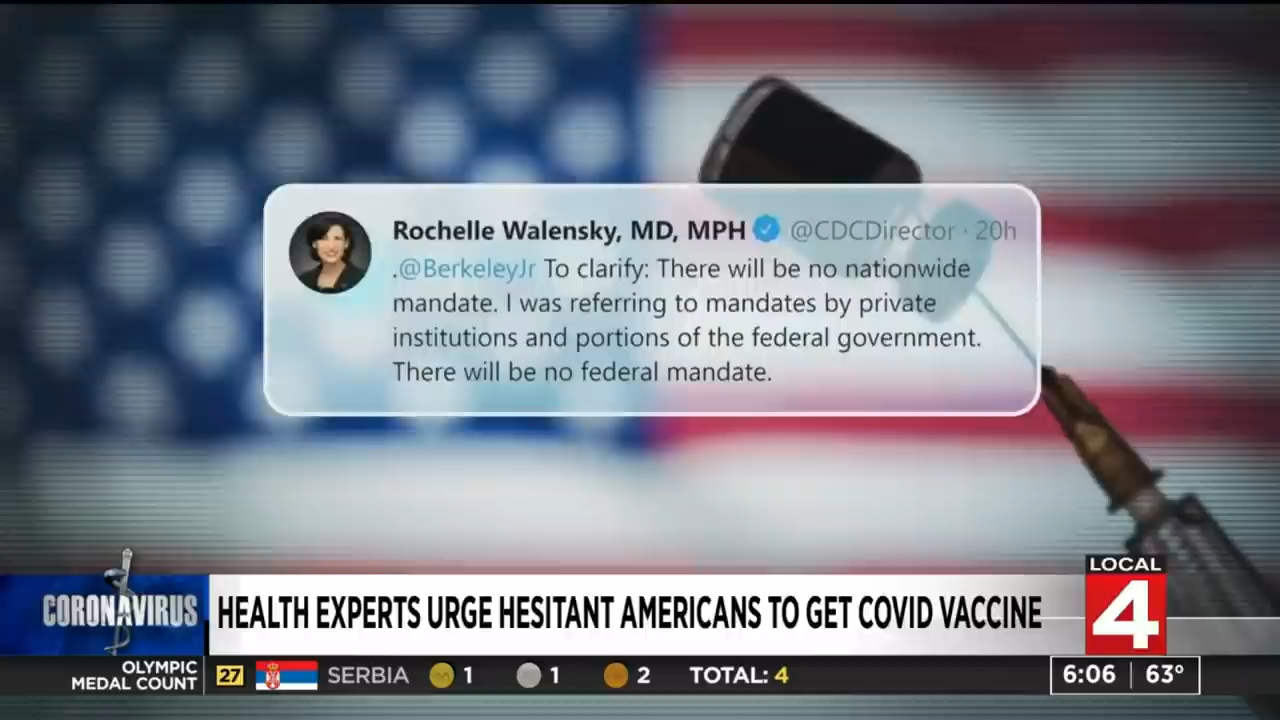 Rochelle Walensky, MD, MPH @CDCDirector · 20h
.@BerkeleyJr To clarify: There will be no nationwide
mandate. I was referring to mandates by private
institutions and portions of the federal government.
There will be no federal mandate.
LOCAL
4
CORONAVIRUS
HEALTH EXPERTS URGE HESITANT AMERICANS TO GET COVID VACCINE
OLYMPIC
MEDAL COUNT
27 SERBIA 1 1 2 TOTAL: 4
6:06 63°